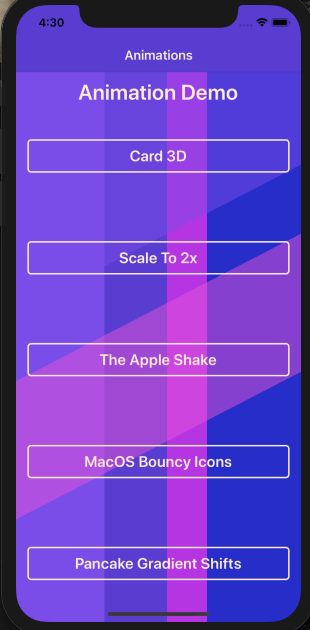 4:30
Animations
Animation Demo
Card 3D
Scale To 2x
The Apple Shake
MacOS Bouncy Icons
Pancake Gradient Shifts